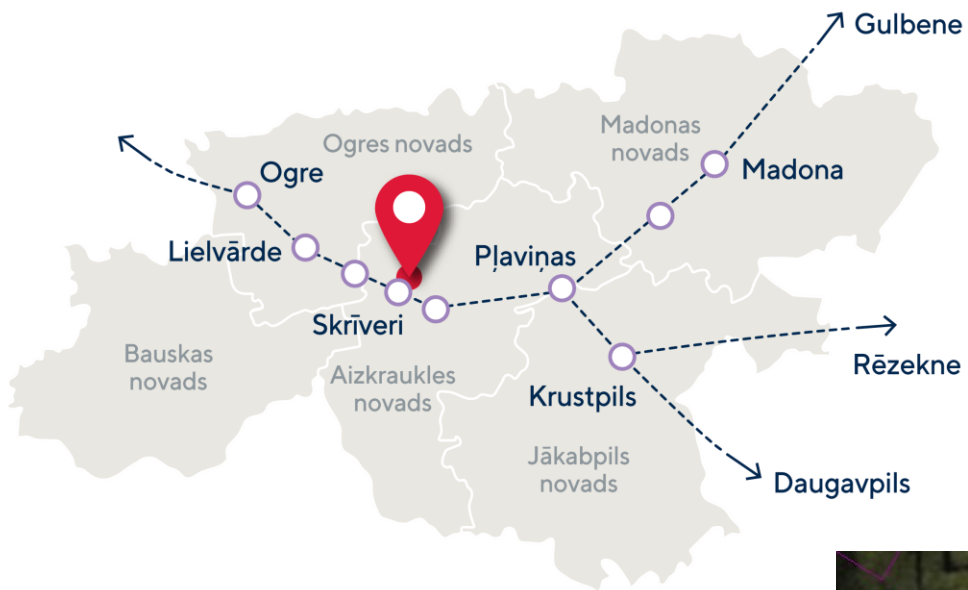 Gulbene
Madonas
novads
Ogres novads
Ogre
Madona
Lielvārde
Pļaviņas
Skrīveri
Bauskas
novads
Aizkraukles
novads
Rēzekne
Krustpils
Jākabpils
novads
Daugavpils